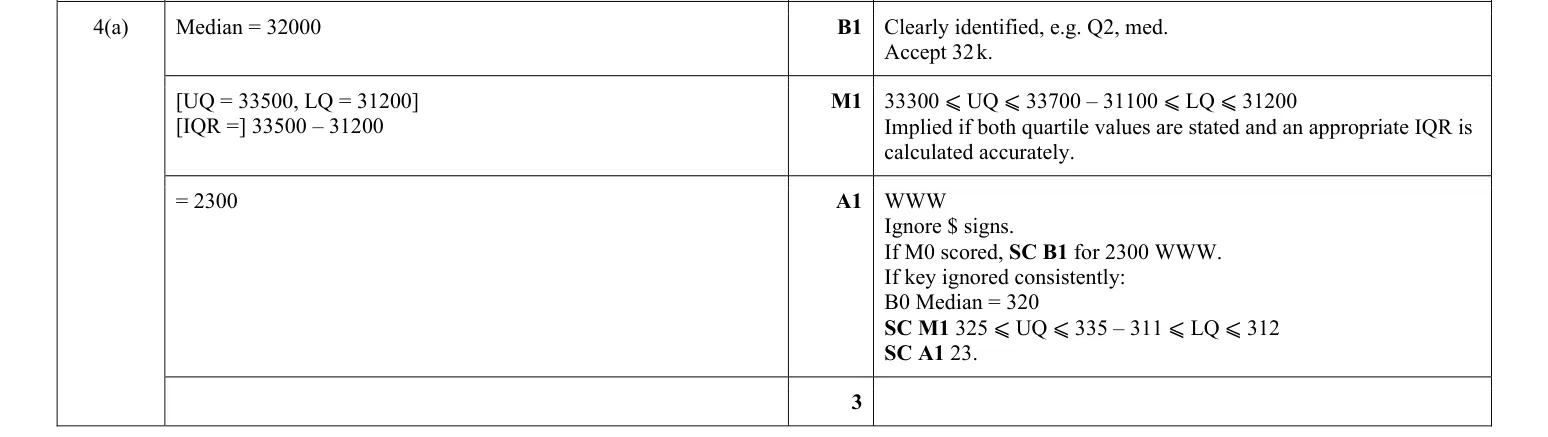 4(a) Median = 32000 B1 Clearly identified, e.g. Q2, med.
Accept 32k.
[UQ = 33500, LQ = 31200] M1 33300 ⩽ UQ ⩽ 33700 – 31100 ⩽ LQ ⩽ 31200
[IQR =] 33500 – 31200 Implied if both quartile values are stated and an appropriate IQR is
calculated accurately.
= 2300 A1 WWW
Ignore $ signs.
If M0 scored, SC B1 for 2300 WWW.
If key ignored consistently:
B0 Median = 320
SC M1 325 ⩽ UQ ⩽ 335 – 311 ⩽ LQ ⩽ 312
SC A1 23.
3